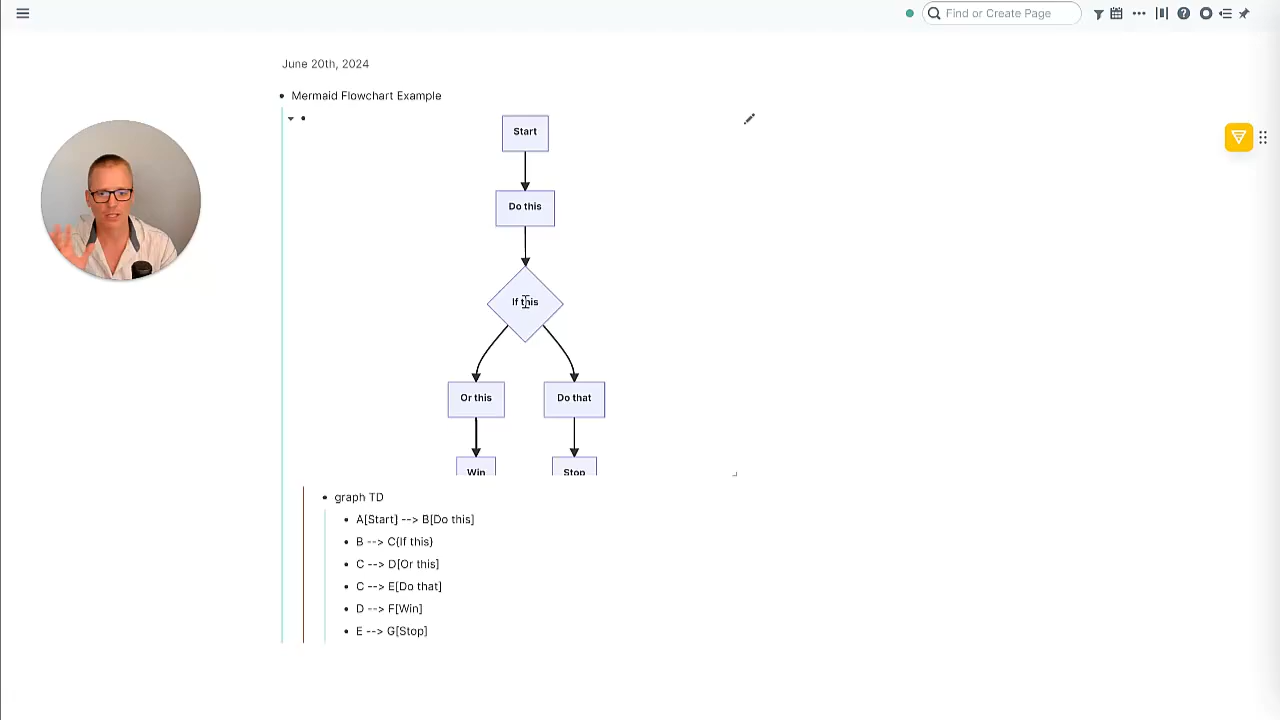 Find or Create Page
June 20th, 2024
Mermaid Flowchart Example
Start
Do this
If this
Or this Do that
Win Stop
graph TD
A[Start] --> B[Do this]
B --> C{If this}
C --> D[Or this]
C --> E[Do that]
D --> F[Win]
E --> G[Stop]